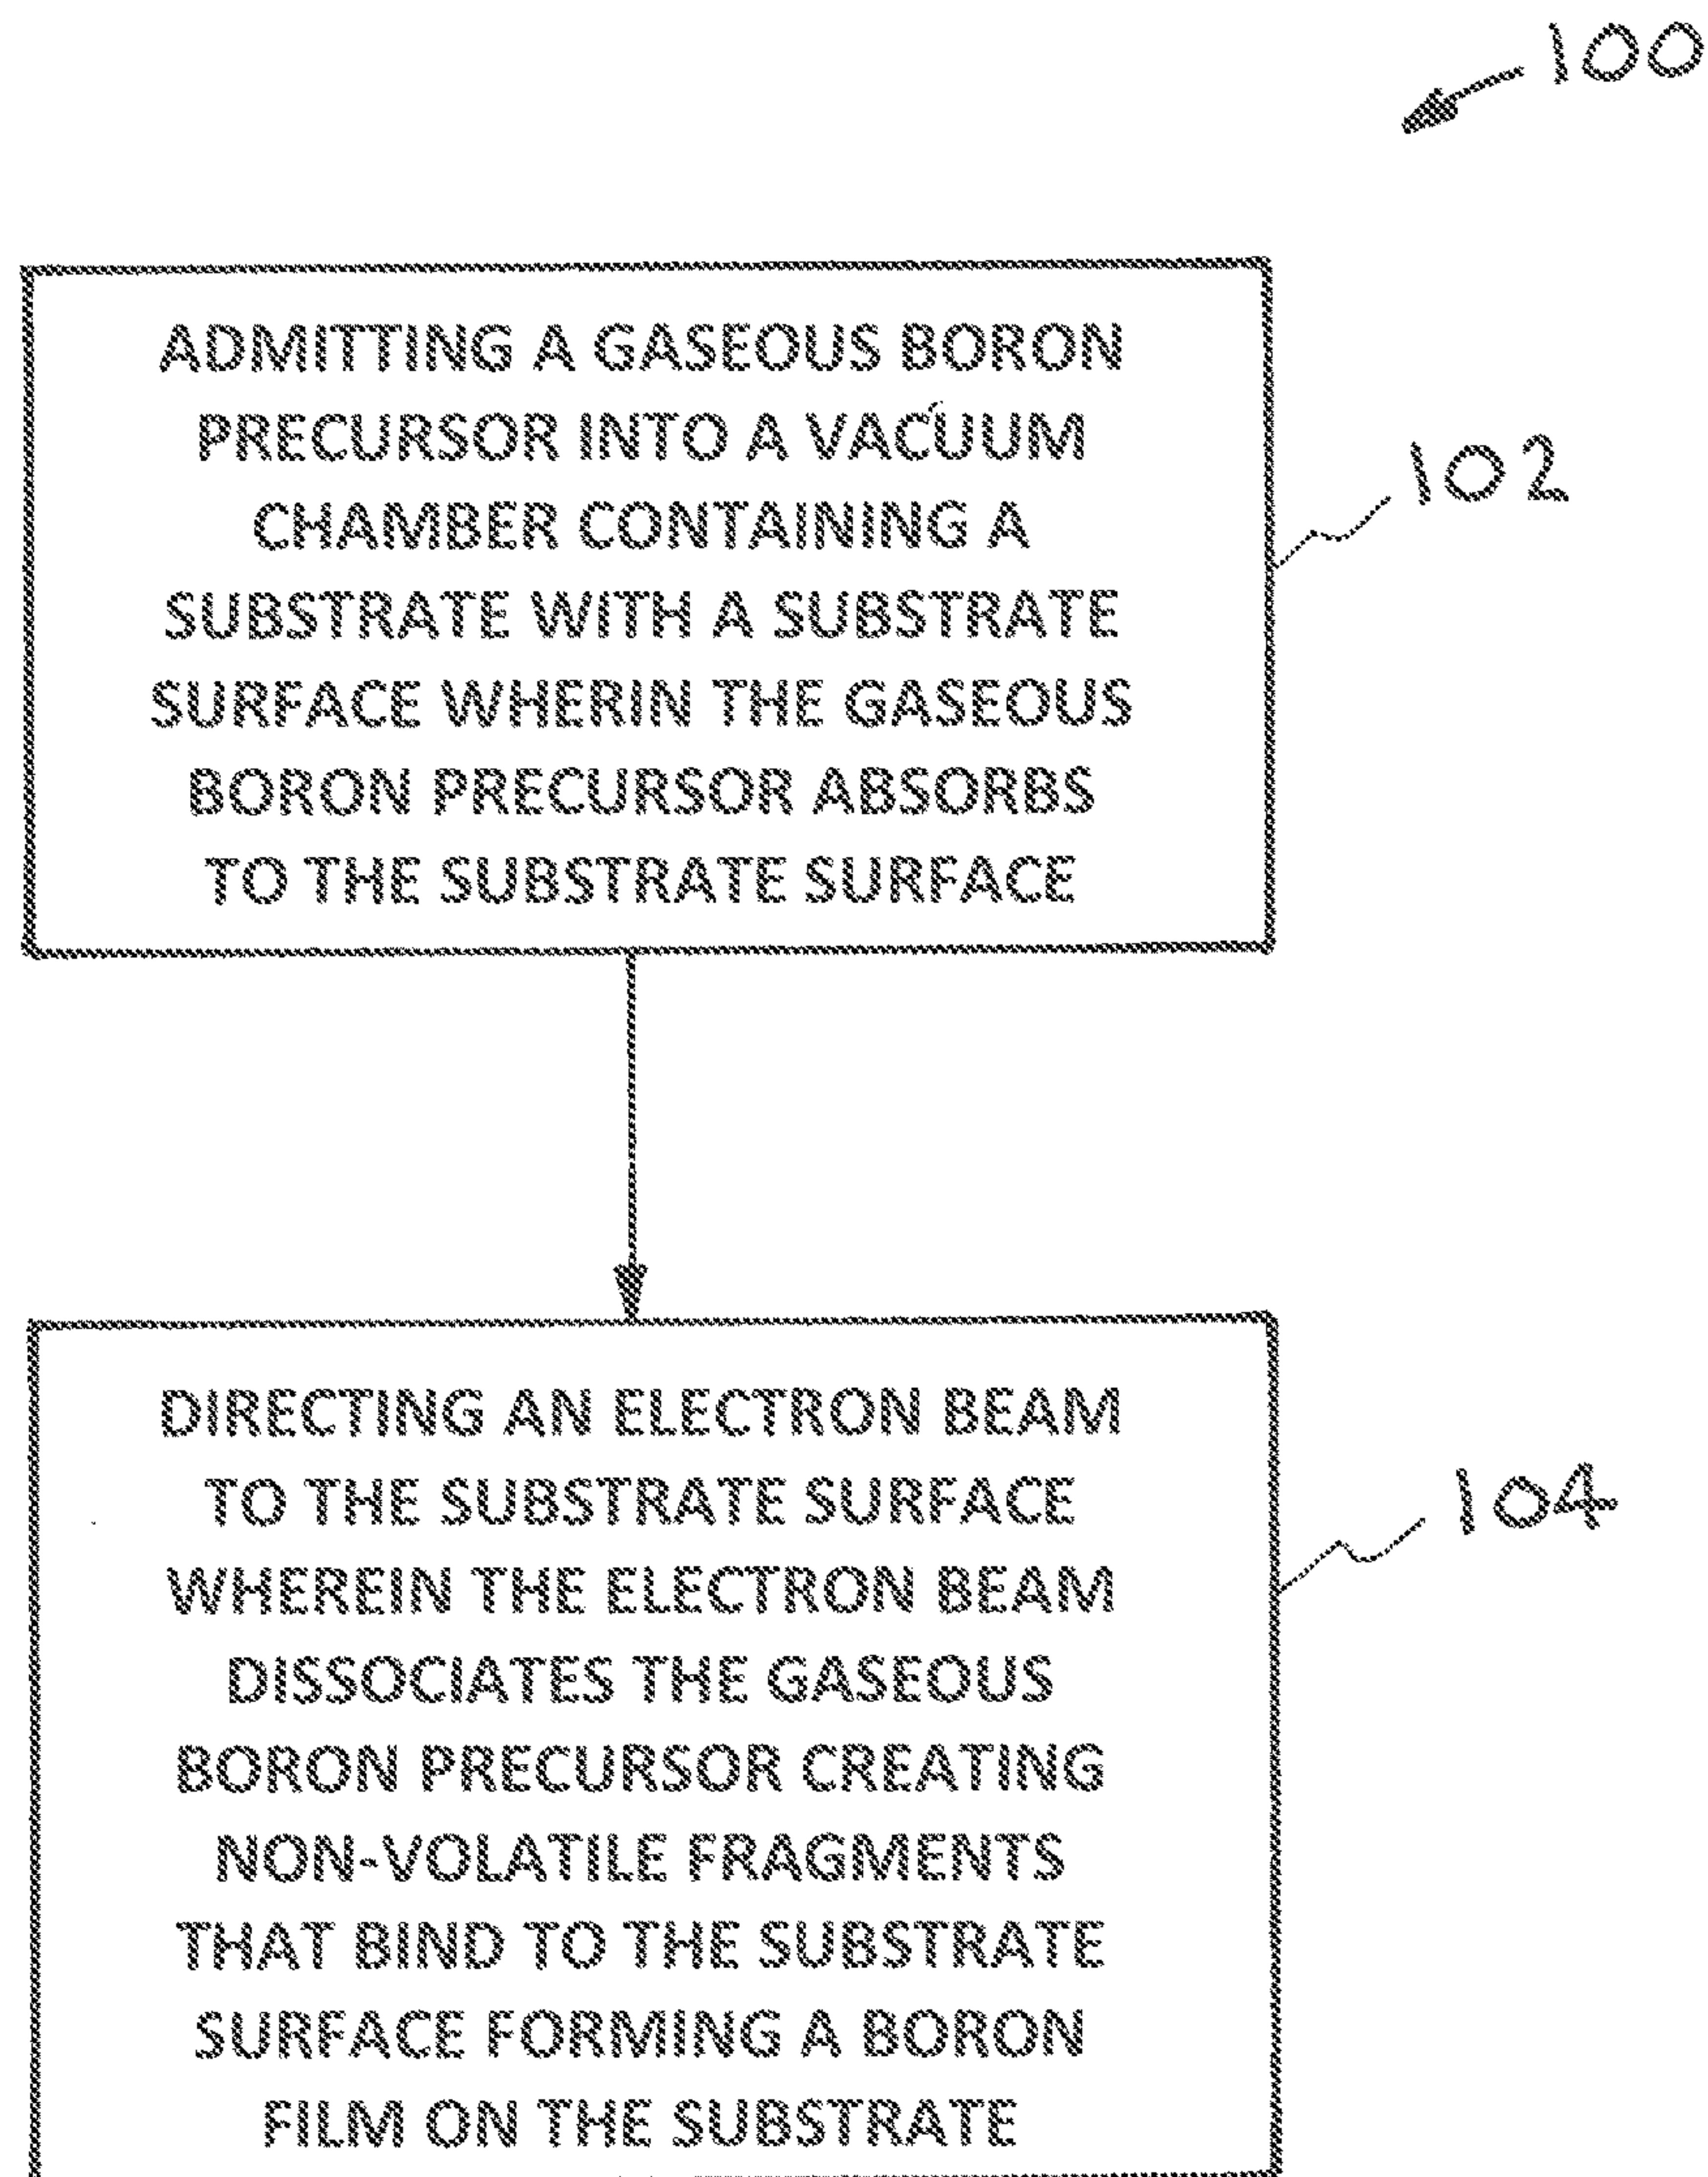 100
ADMITTING A GASEOUS BORON
PRECURSOR INTO A VACUUM
CHAMBER CONTAINING A
SUBSTRATE WITH A SUBSTRATE
SURFACE WHERIN THE GASEOUS
BORON PRECURSOR ABSORBS
TO THE SUBSTRATE SURFACE
102
DIRECTING AN ELECTRON BEAM
TO THE SUBSTRATE SURFACE
WHEREIN THE ELECTRON BEAM
DISSOCIATES THE GASEOUS
BORON PRECURSOR CREATING
NON-VOLATILE FRAGMENTS
THAT BIND TO THE SUBSTRATE
SURFACE FORMING A BORON
FILM ON THE SUBSTRATE
104